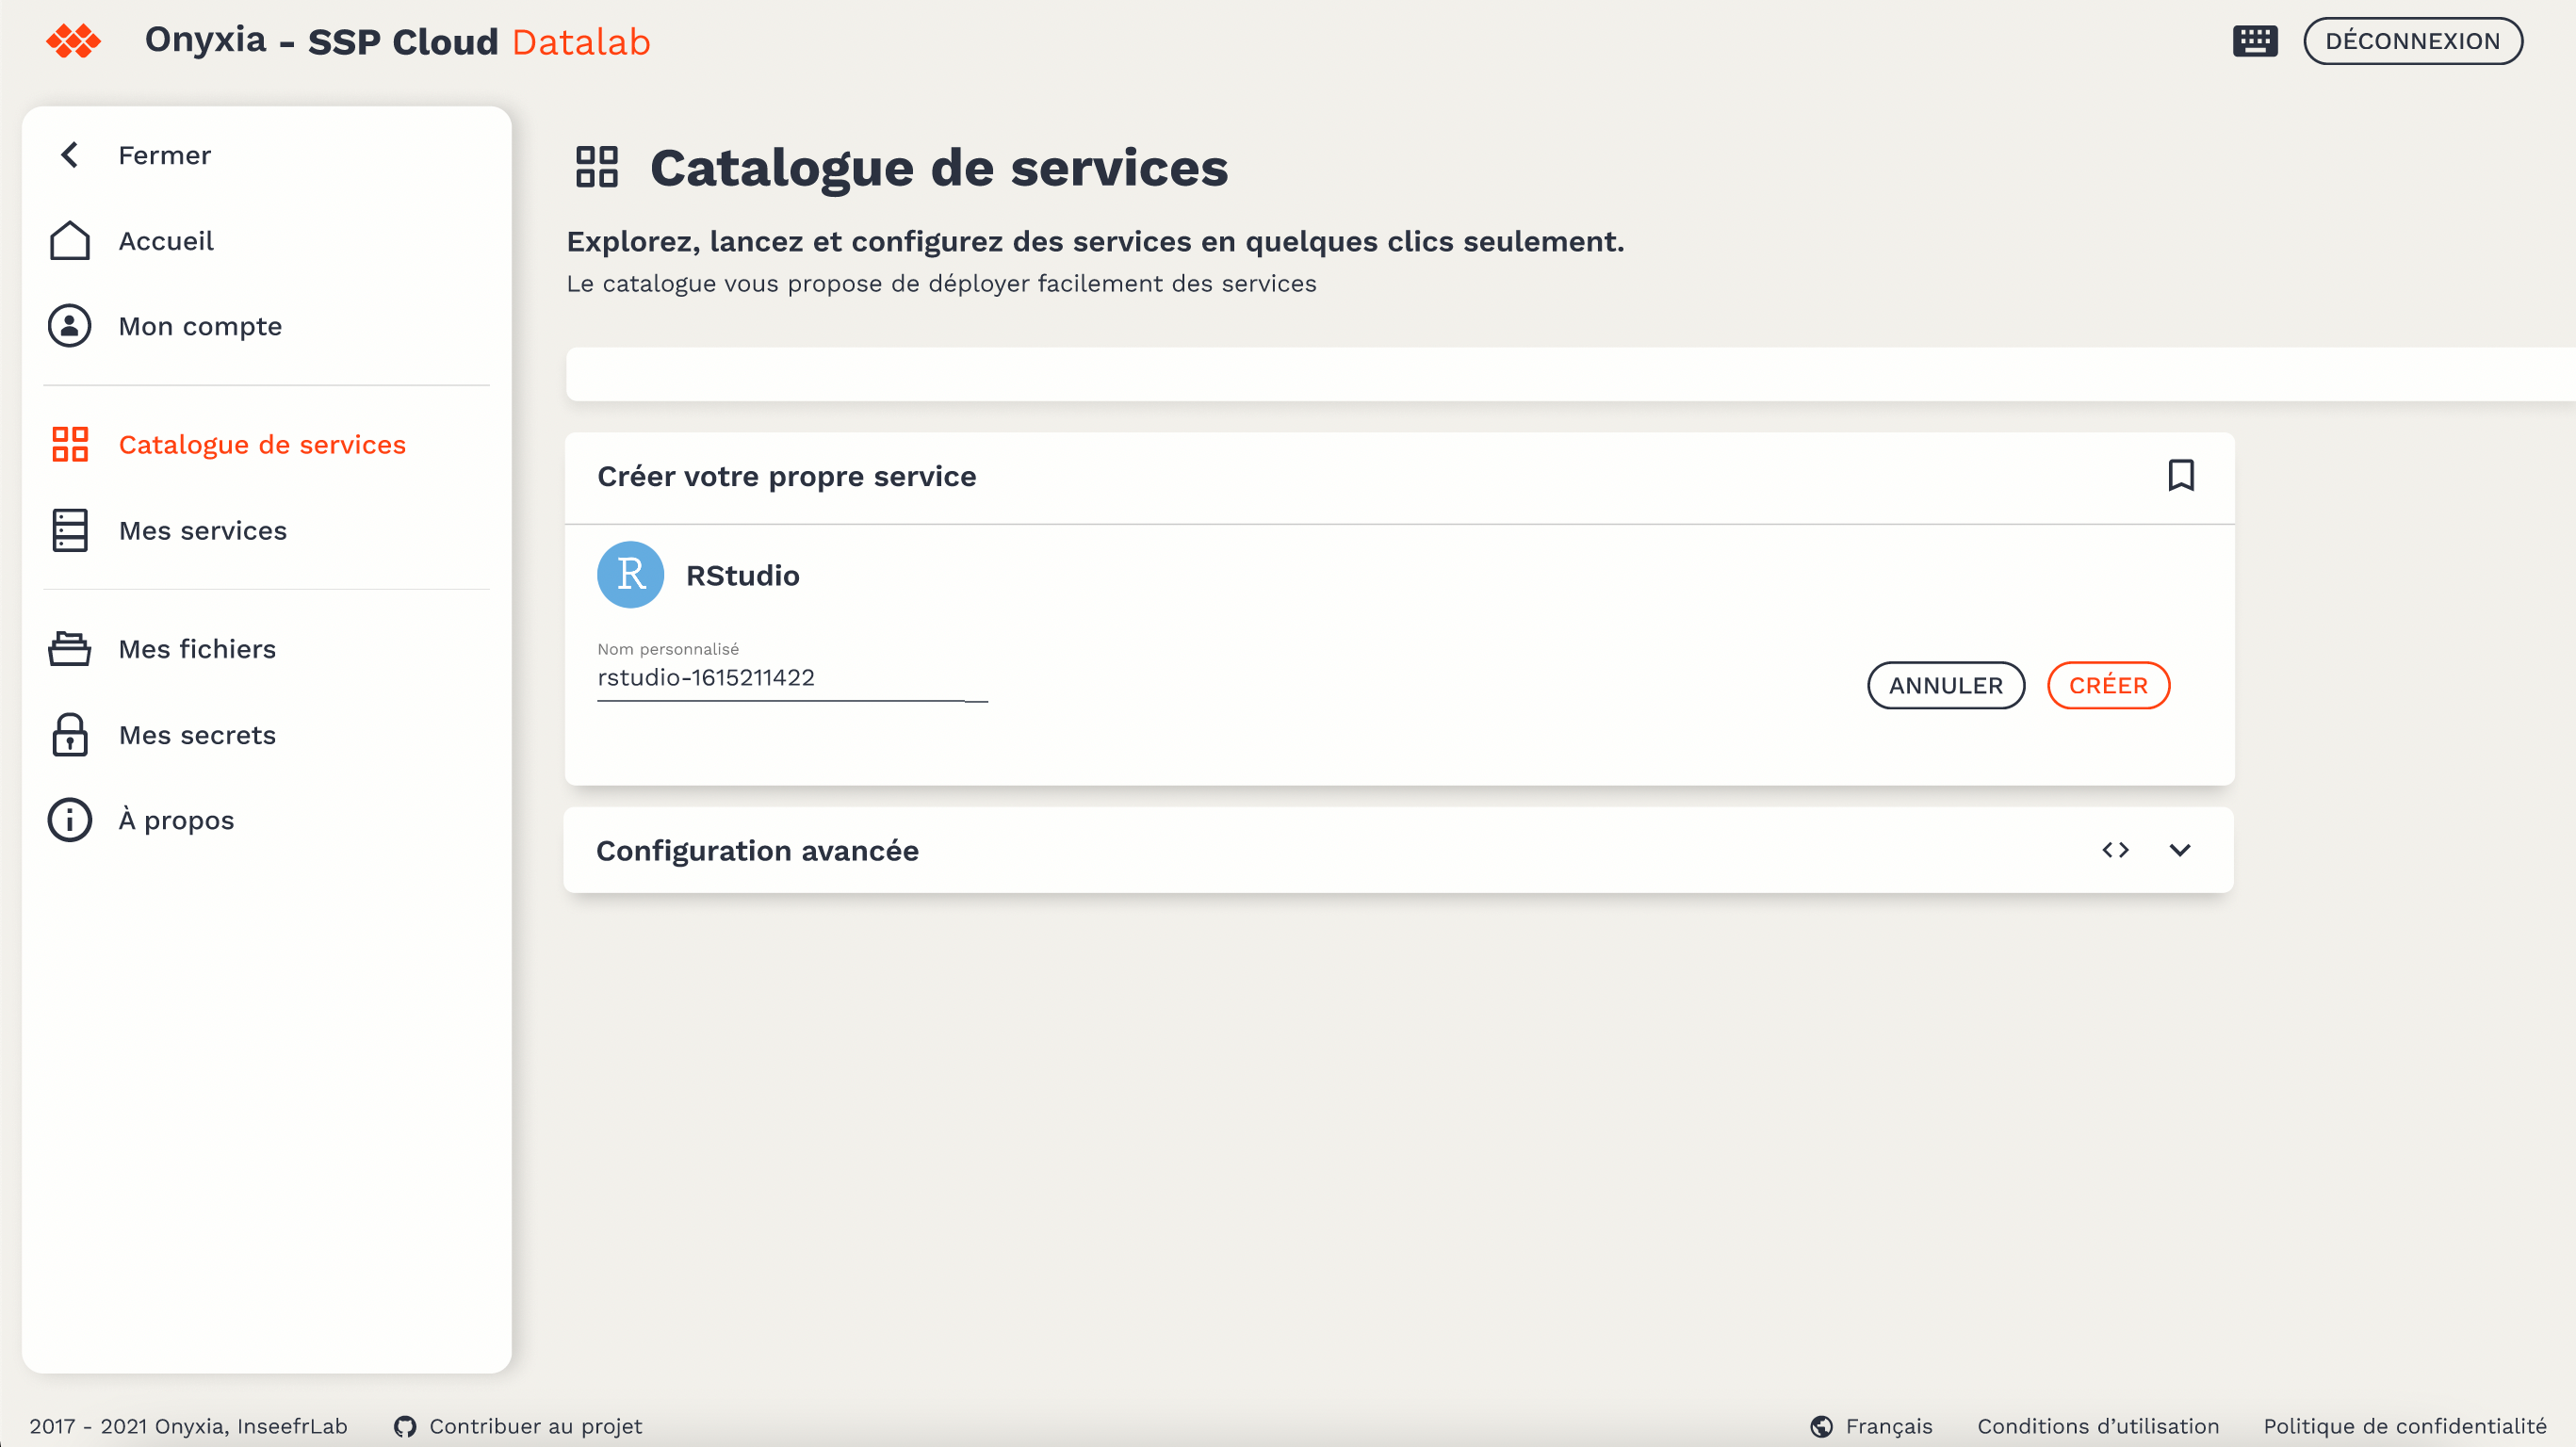 Onyxia - SSP Cloud Datalab
DÉCONNEXION
Fermer
Accueil
Mon compte
Catalogue de services
Mes services
Mes fichiers
Mes secrets
À propos
Catalogue de services
Explorez, lancez et configurez des services en quelques clics seulement.
Le catalogue vous propose de déployer facilement des services
Créer votre propre service
R RStudio
Nom personnalisé
rstudio-1615211422
ANNULER
CRÉER
Configuration avancée
2017 - 2021 Onyxia, InseefrLab
Contribuer au projet
Français
Conditions d’utilisation
Politique de confidentialité